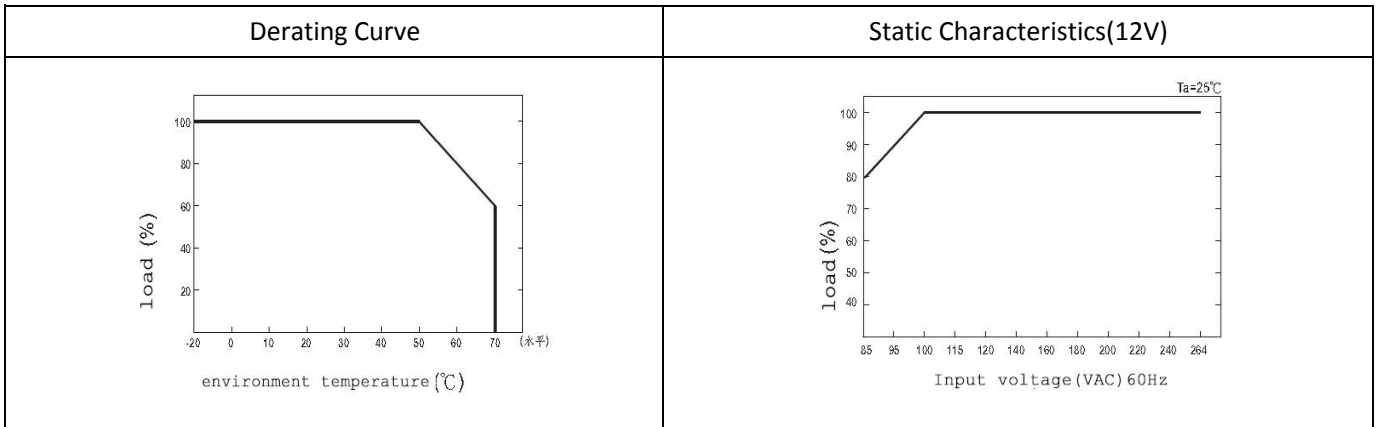 Derating Curve
Static Characteristics(12V)
100
80
60
40
20
load (%)
-20 0 10 20 30 40 50 60 70 (水平)
environment temperature(℃)
Ta=25℃
100
90
80
70
60
50
40
load(%)
85 95 100 115 120 140 160 180 200 220 240 264
Input voltage(VAC)60Hz